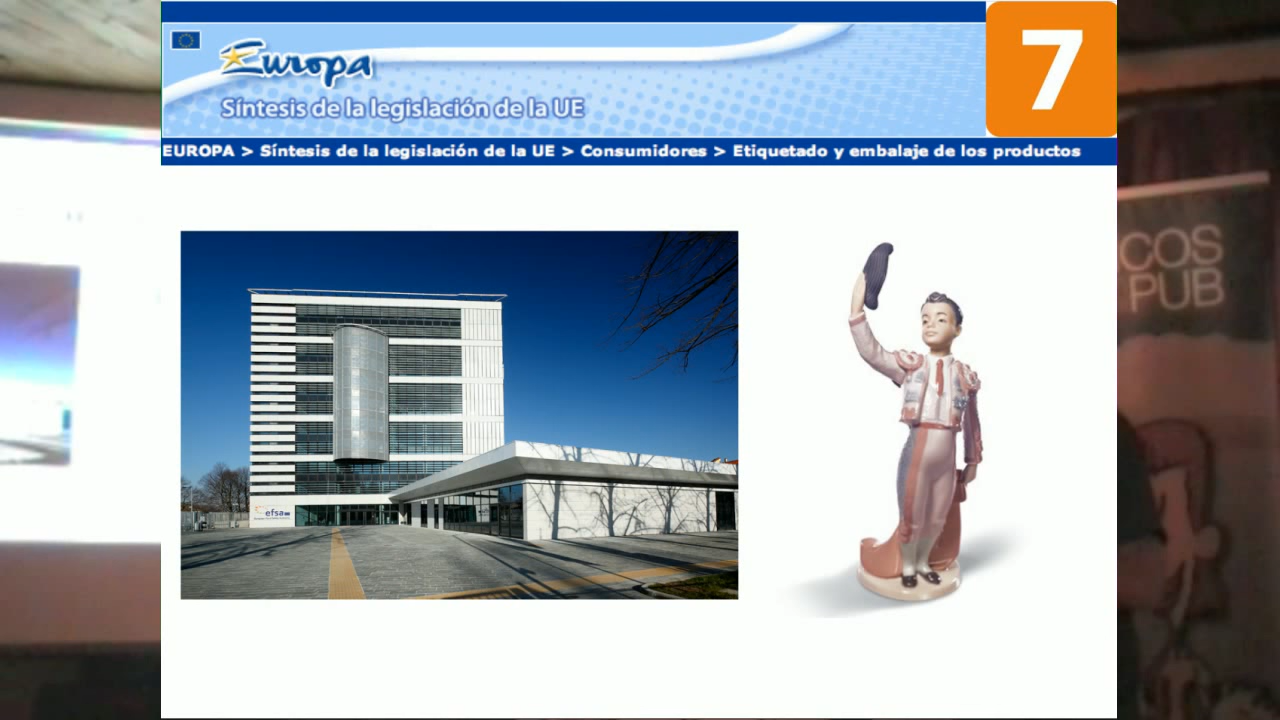 7
Europa
Síntesis de la legislación de la UE
EUROPA > Síntesis de la legislación de la UE > Consumidores > Etiquetado y embalaje de los productos
COS
PUB
efsa